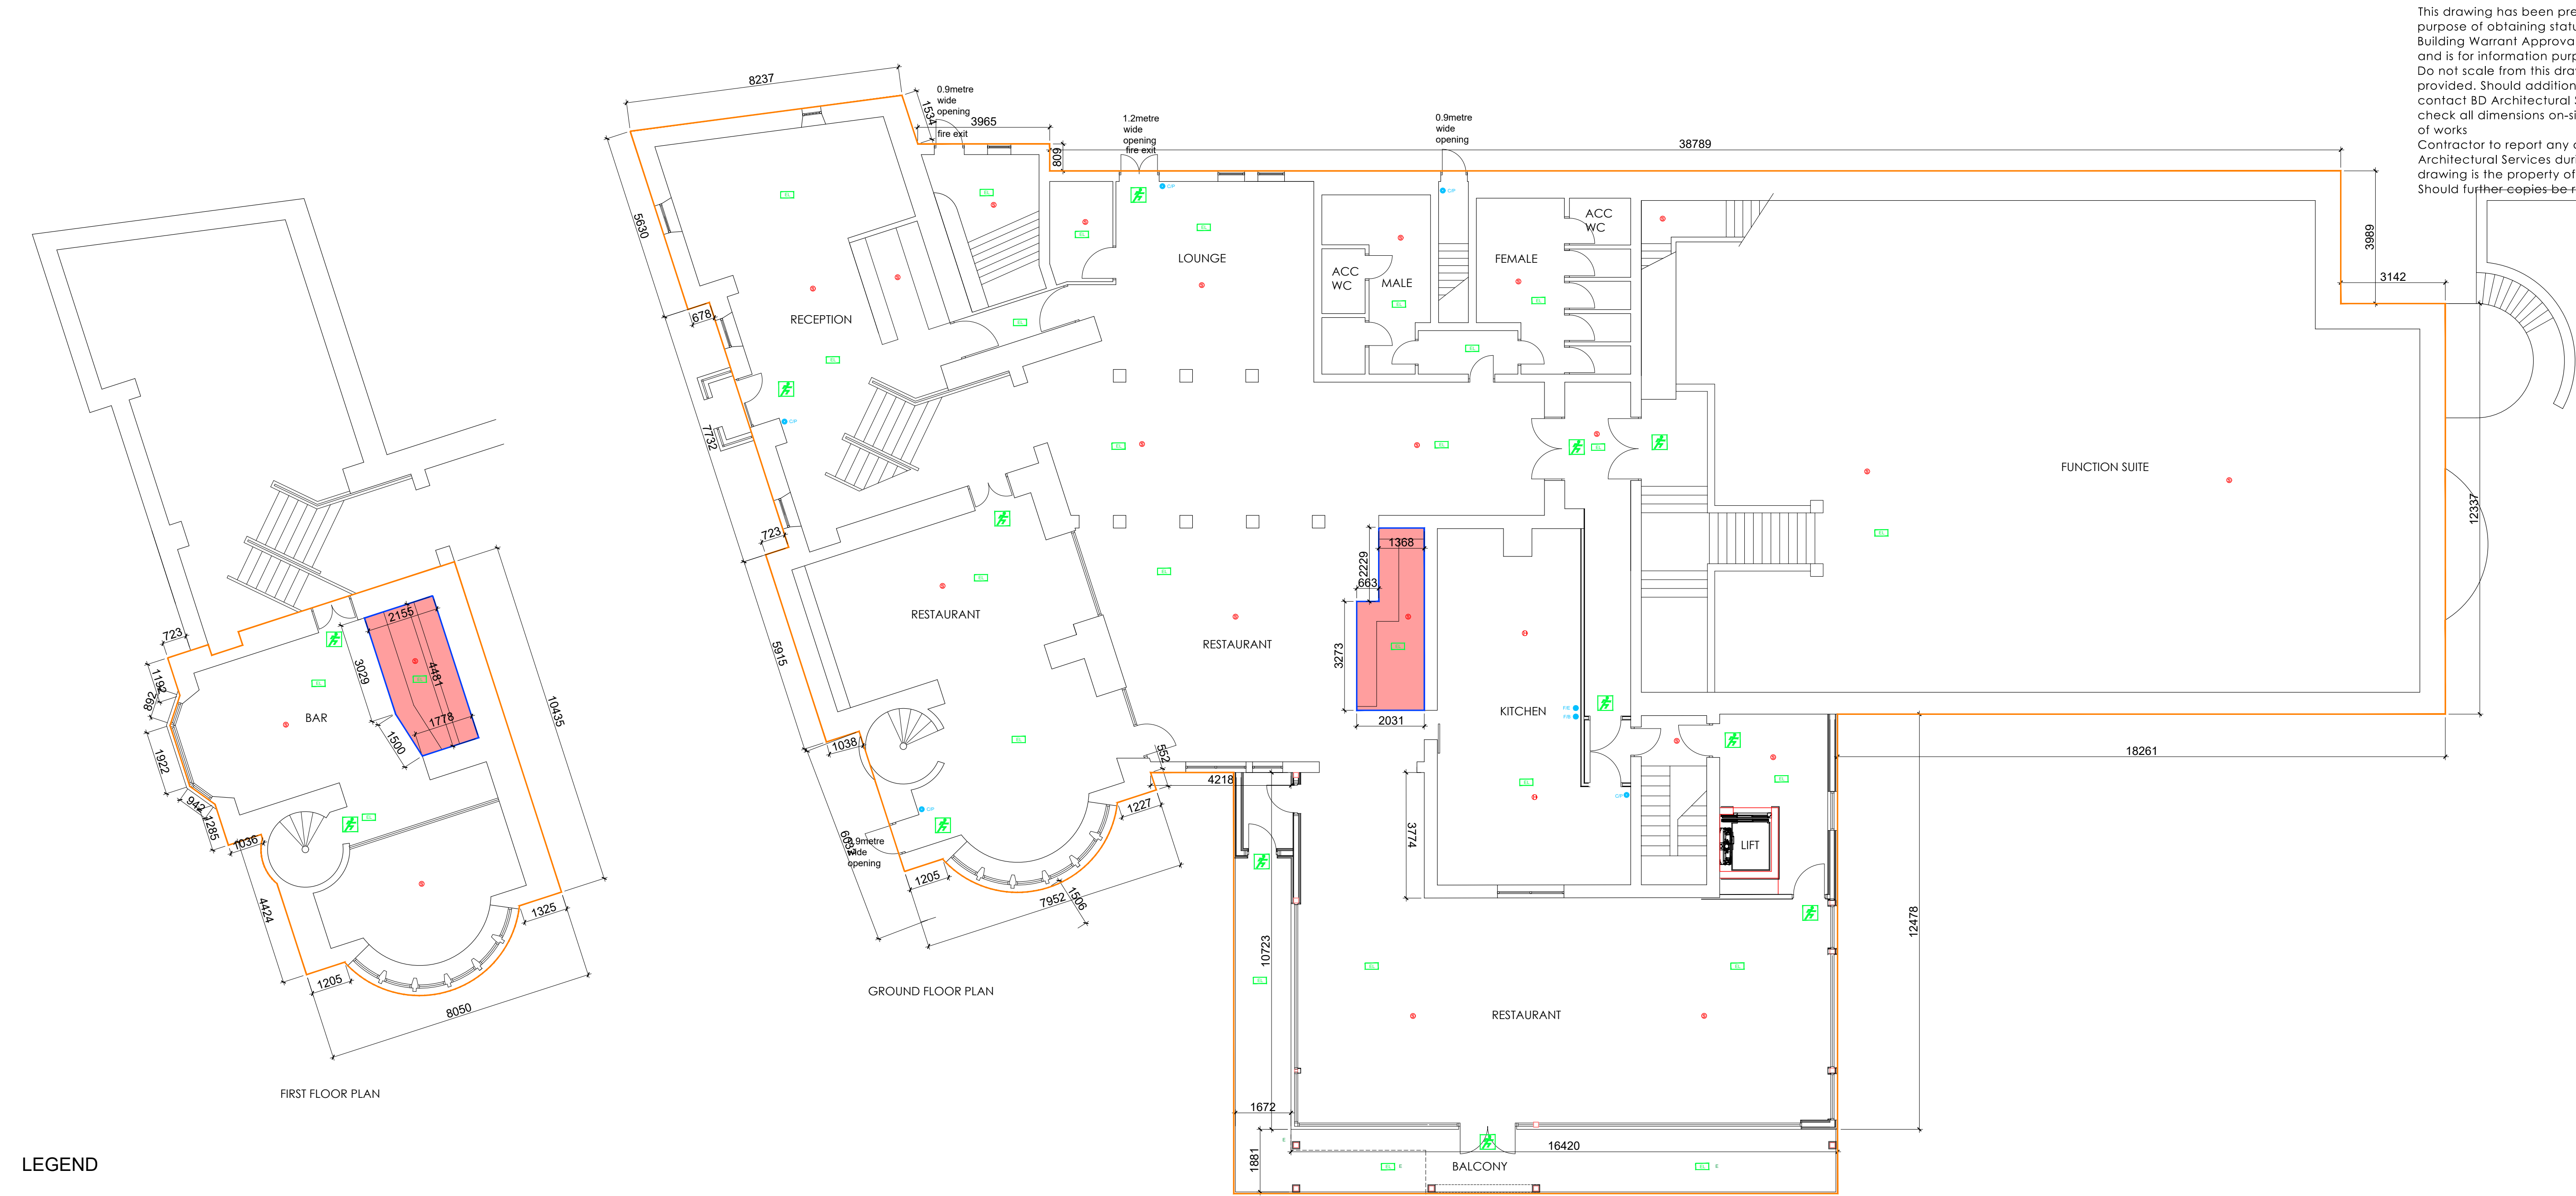 This drawing has been pre
purpose of obtaining statu
Building Warrant Approva
and is for information purp
Do not scale from this dra
provided. Should addition
contact BD Architectural S
check all dimensions on-si
of works
Contractor to report any d
Architectural Services duri
drawing is the property of
Should further copies be r
8237
1534
0.9metre
wide
opening
fire exit
3965
809
1.2metre
wide
opening
fire exit
0.9metre
wide
opening
38789
3989
3142
12337
18261
12478
5630
678
7732
723
5915
1038
1205
7952
1506
1227
552
4218
0.9metre
wide
opening
RECEPTION
LOUNGE
ACC
WC
MALE
FEMALE
ACC
WC
FUNCTION SUITE
RESTAURANT
RESTAURANT
1368
2229
663
3273
2031
KITCHEN
LIFT
3774
10723
1672
1881
16420
RESTAURANT
BALCONY
GROUND FLOOR PLAN
723
1192
892
1922
942
1285
1036
4424
1205
8050
1325
10435
2155
3029
4481
1778
1500
BAR
FIRST FLOOR PLAN
LEGEND